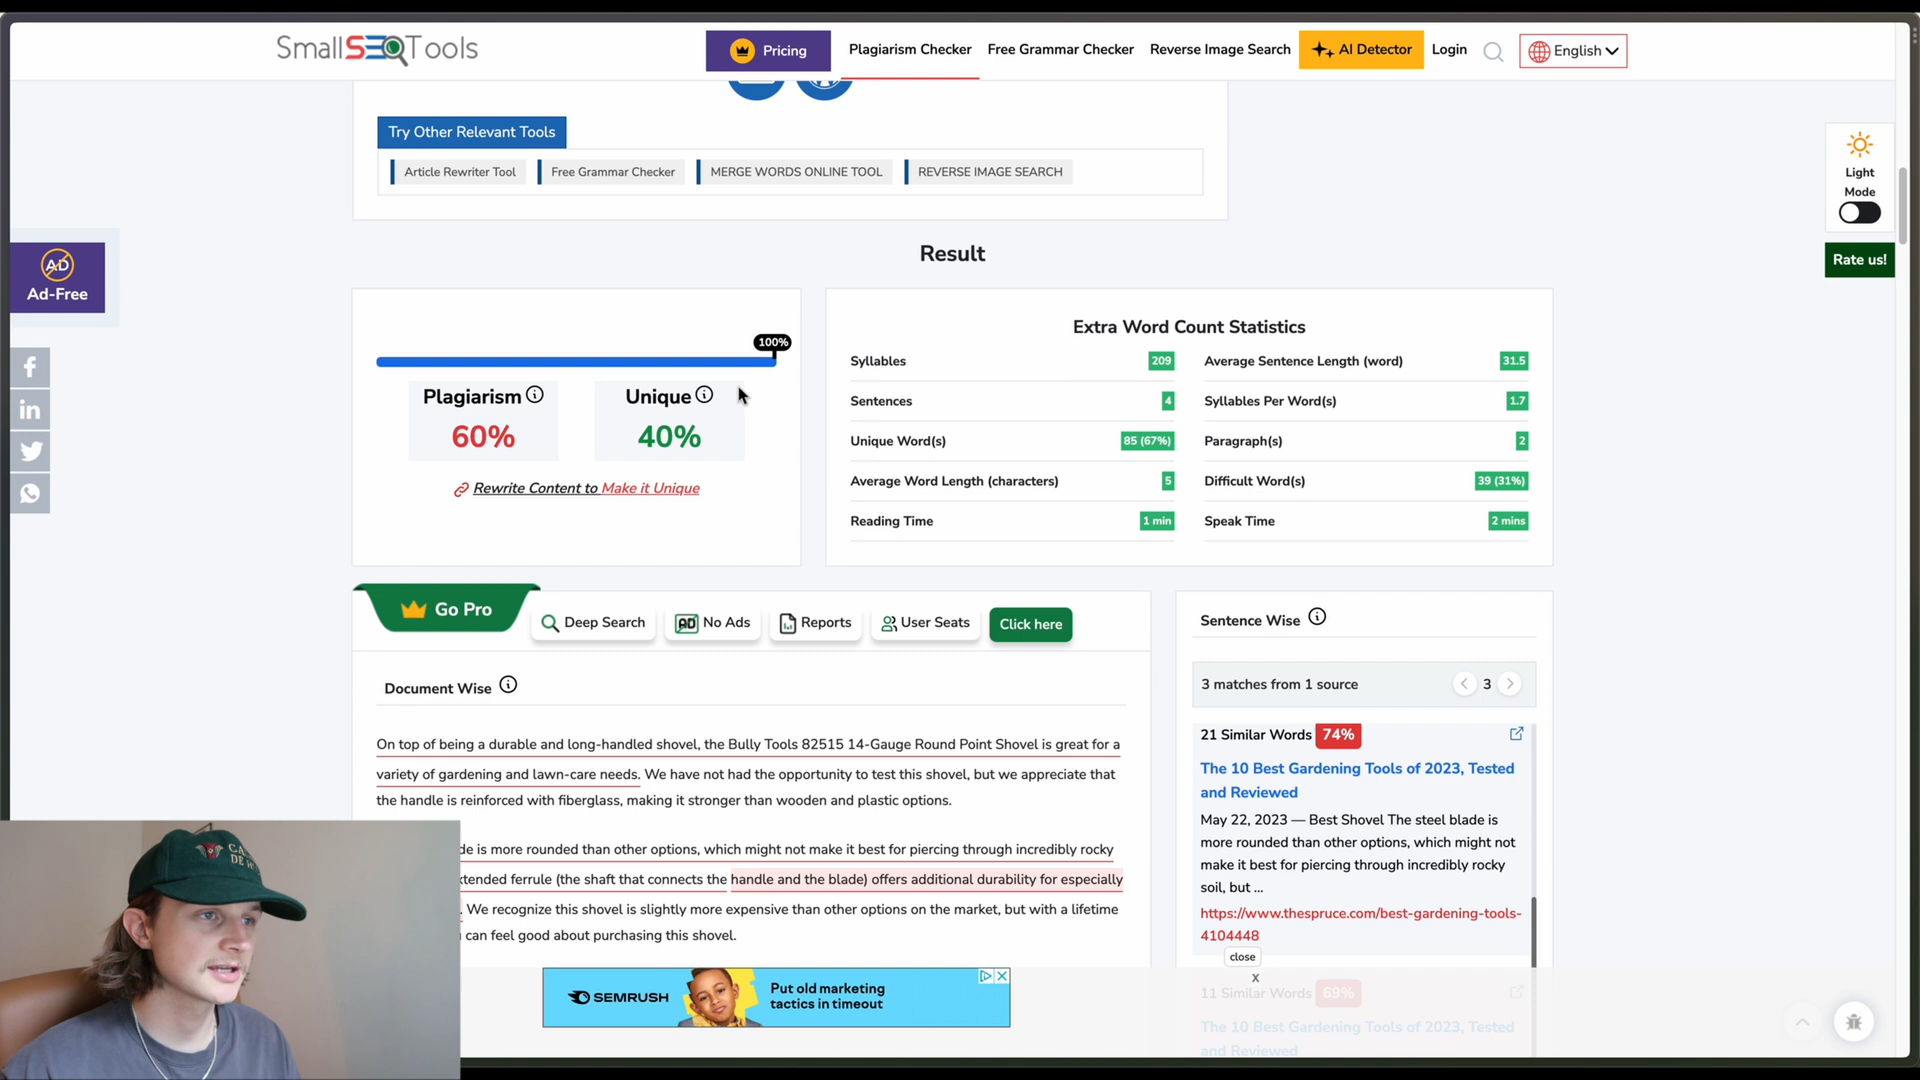 SmallSEOTools
Pricing
Plagiarism Checker
Free Grammar Checker
Reverse Image Search
AI Detector
Login
English
Try Other Relevant Tools
Article Rewriter Tool
Free Grammar Checker
MERGE WORDS ONLINE TOOL
REVERSE IMAGE SEARCH
Light
Mode
Rate us!
AD
Ad-Free
Result
100%
Plagiarism
60%
Unique
40%
Rewrite Content to Make it Unique
Extra Word Count Statistics
Syllables 209
Average Sentence Length (word) 31.5
Sentences 4
Syllables Per Word(s) 1.7
Unique Word(s) 85 (67%)
Paragraph(s) 2
Average Word Length (characters) 5
Difficult Word(s) 39 (31%)
Reading Time 1 min
Speak Time 2 mins
Go Pro
Deep Search
AD No Ads
Reports
User Seats
Click here
Document Wise
On top of being a durable and long-handled shovel, the Bully Tools 82515 14-Gauge Round Point Shovel is great for a
variety of gardening and lawn-care needs. We have not had the opportunity to test this shovel, but we appreciate that
the handle is reinforced with fiberglass, making it stronger than wooden and plastic options.
is more rounded than other options, which might not make it best for piercing through incredibly rocky
(the shaft that connects the handle and the blade) offers additional durability for especially
. We recognize this shovel is slightly more expensive than other options on the market, but with a lifetime
can feel good about purchasing this shovel.
Sentence Wise
3 matches from 1 source
3
21 Similar Words 74%
The 10 Best Gardening Tools of 2023, Tested
and Reviewed
May 22, 2023 — Best Shovel The steel blade is
more rounded than other options, which might not
make it best for piercing through incredibly rocky
soil, but ...
https://www.thespruce.com/best-gardening-tools-
4104448
close
x
11 Similar Words 69%
The 10 Best Gardening Tools of 2023, Tested
and Reviewed
SEMRUSH
Put old marketing
tactics in timeout